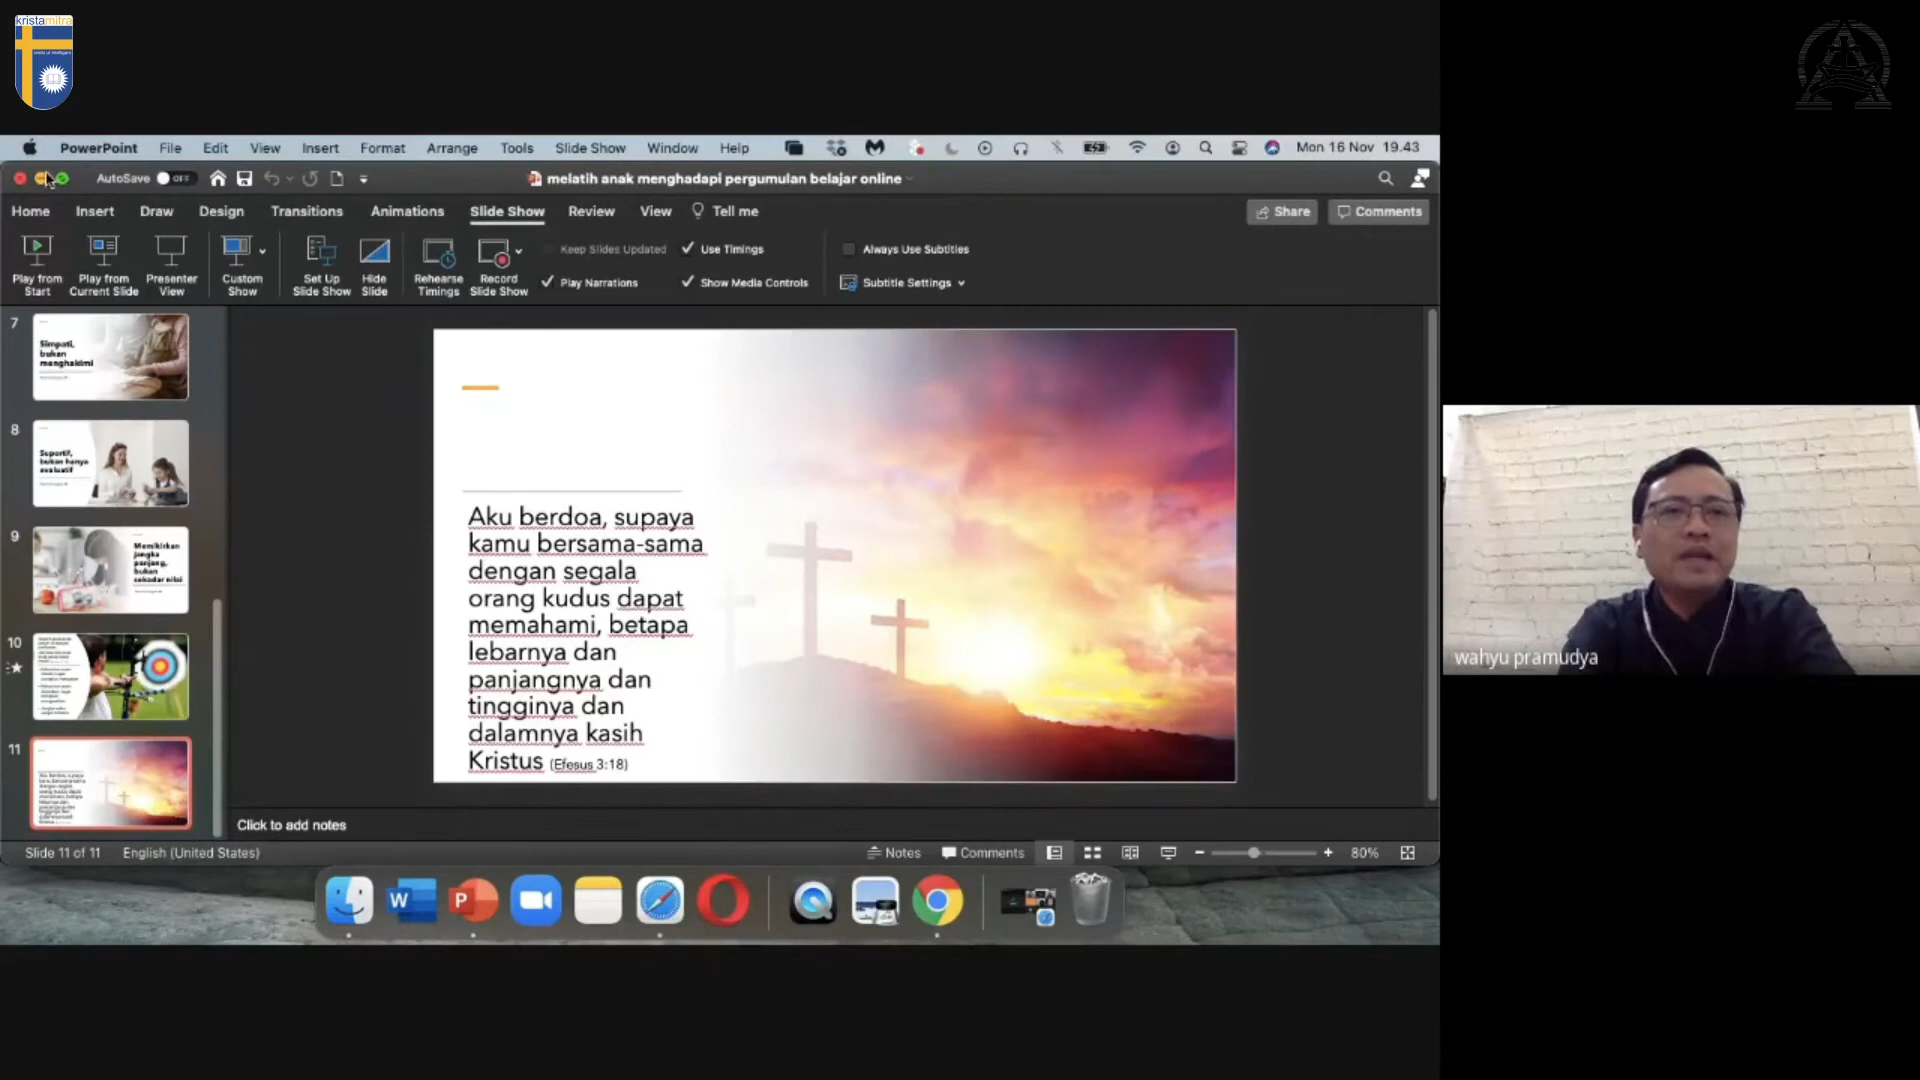 kristamitra
PowerPoint File Edit View Insert Format Arrange Tools Slide Show Window Help Mon 16 Nov 19.43
AutoSave OFF melatih anak menghadapi pergumulan belajar online
Home Insert Draw Design Transitions Animations Slide Show Review View Tell me Share Comments
Play from Start
Play from Current Slide
Presenter View
Custom Show
Set Up Slide Show
Hide Slide
Rehearse Timings
Record Slide Show
Keep Slides Updated
Play Narrations
Use Timings
Show Media Controls
Always Use Subtitles
Subtitle Settings
7
Simpati,
bukan
menghakimi
8
Suportif,
bukan hanya
evaluatif
9
Memikirkan
jangka
panjang,
bukan
sekadar nilai
10
11
Aku berdoa, supaya
kamu bersama-sama
dengan segala
orang kudus dapat
memahami, betapa
lebarnya dan
panjangnya dan
tingginya dan
dalamnya kasih
Kristus (Efesus 3:18)
Click to add notes
Slide 11 of 11 English (United States) Notes Comments 80%
W
P
wahyu pramudya